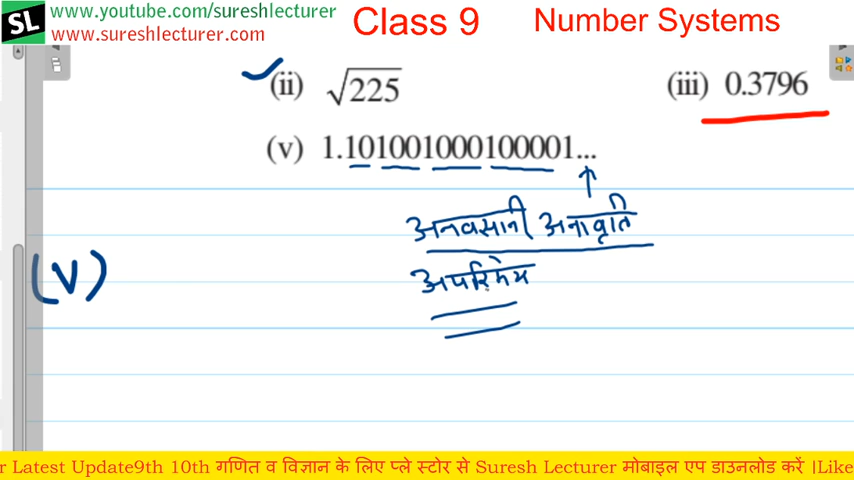 SL www.youtube.com/sureshlecturer
www.sureshlecturer.com
Class 9 Number Systems
(ii) √225 (iii) 0.3796
(v) 1.101001000100001...
अनवसानी अनावृति
अपरिमेय
(v)
r Latest Update9th 10th गणित व विज्ञान के लिए प्ले स्टोर से Suresh Lecturer मोबाइल एप डाउनलोड करें ।Like